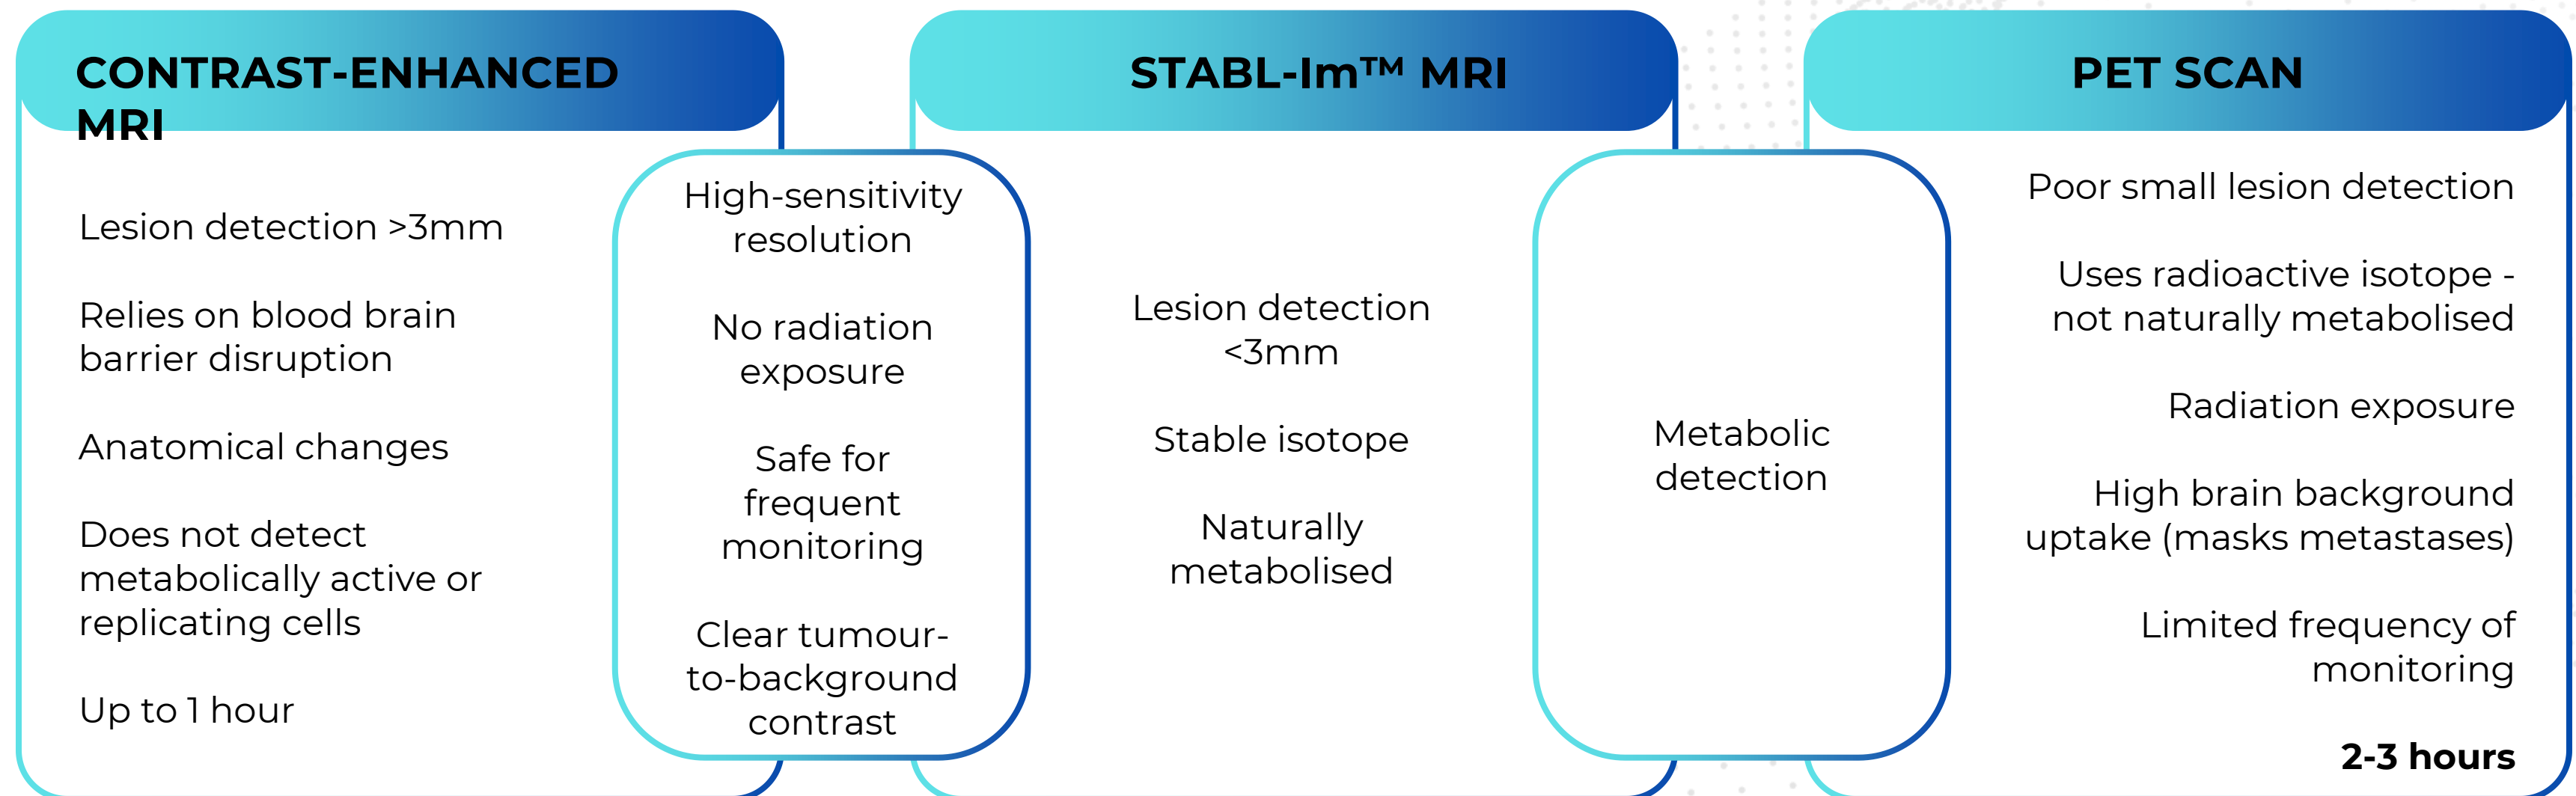 CONTRAST-ENHANCED
MRI
Lesion detection >3mm
Relies on blood brain
barrier disruption
Anatomical changes
Does not detect
metabolically active or
replicating cells
Up to 1 hour
High-sensitivity
resolution
No radiation
exposure
Safe for
frequent
monitoring
Clear tumour-
to-background
contrast
STABL-Im™ MRI
Lesion detection
<3mm
Stable isotope
Naturally
metabolised
Metabolic
detection
PET SCAN
Poor small lesion detection
Uses radioactive isotope -
not naturally metabolised
Radiation exposure
High brain background
uptake (masks metastases)
Limited frequency of
monitoring
2-3 hours